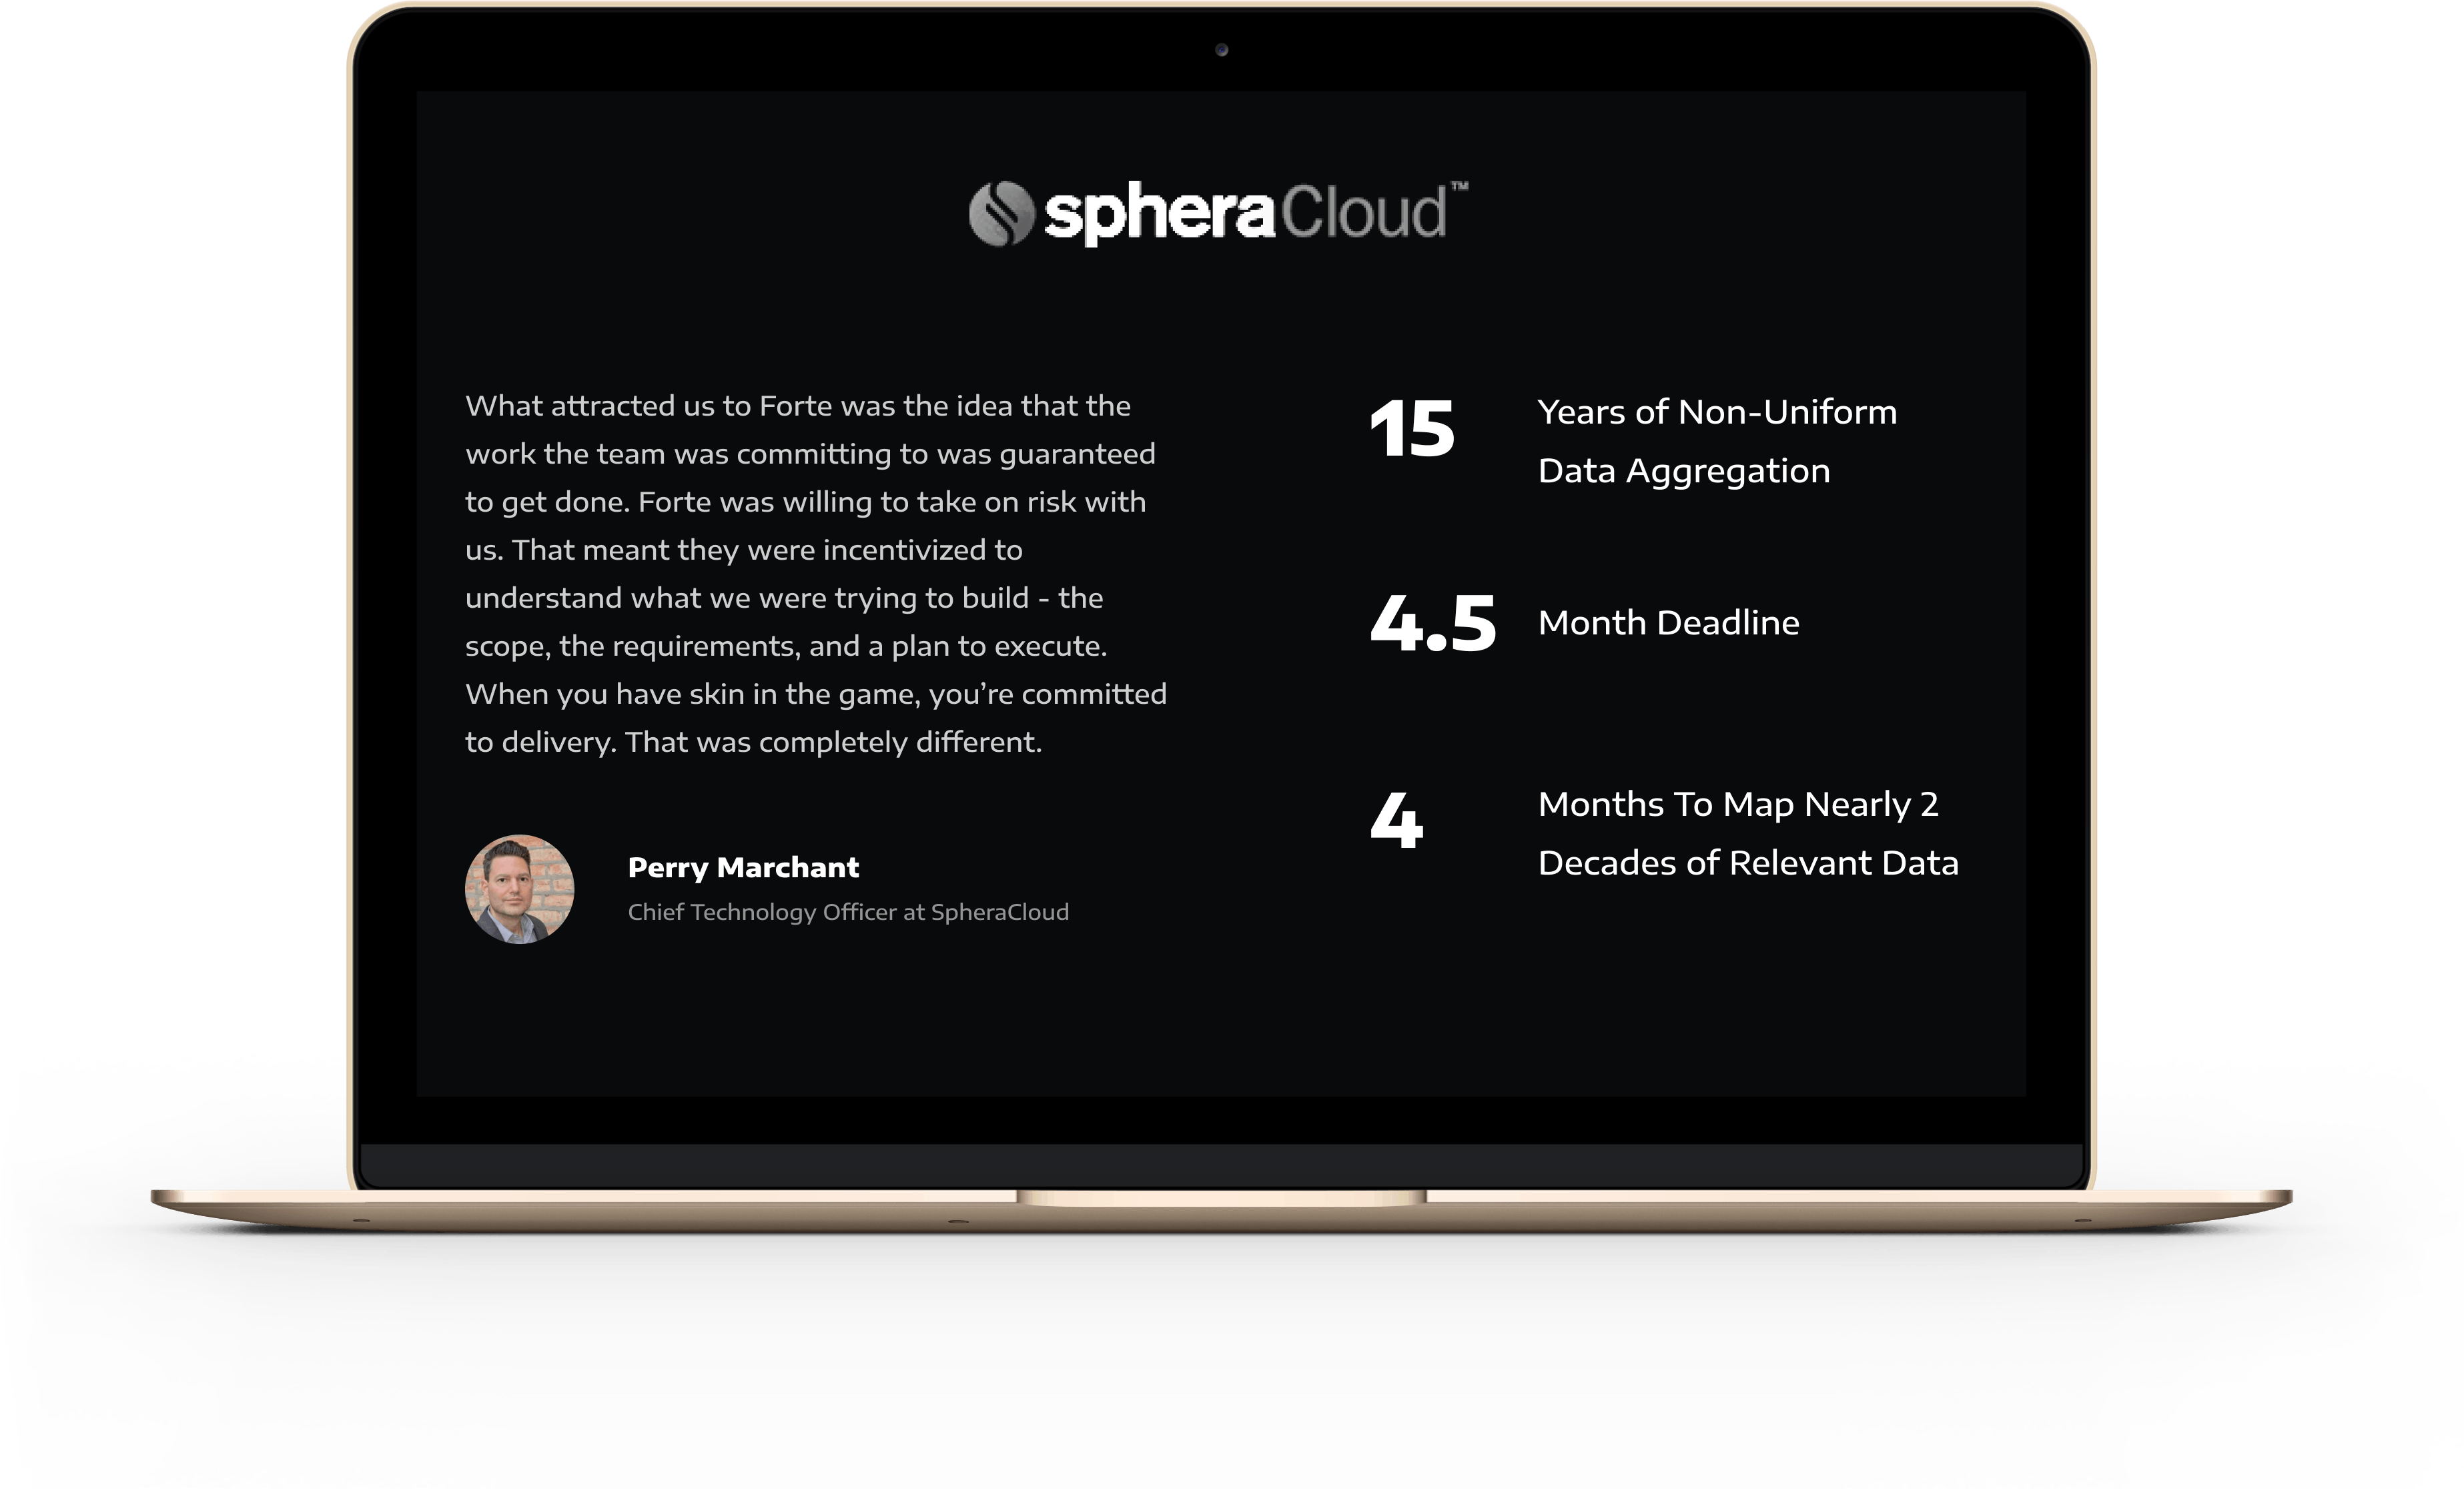 spheraCloud™
What attracted us to Forte was the idea that the
work the team was committing to was guaranteed
to get done. Forte was willing to take on risk with
us. That meant they were incentivized to
understand what we were trying to build - the
scope, the requirements, and a plan to execute.
When you have skin in the game, you’re committed
to delivery. That was completely different.
Perry Marchant
Chief Technology Officer at SpheraCloud
15
Years of Non-Uniform
Data Aggregation
4.5
Month Deadline
4
Months To Map Nearly 2
Decades of Relevant Data